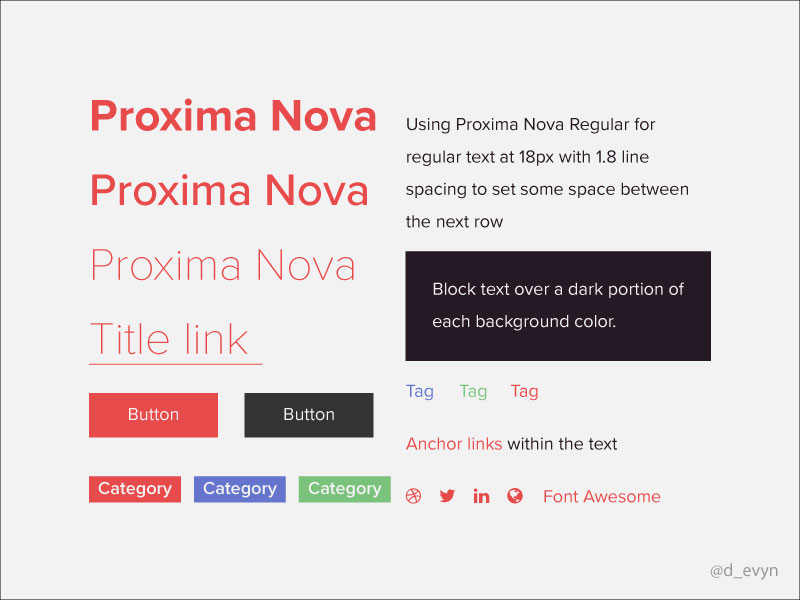 Proxima Nova
Proxima Nova
Proxima Nova
Title link
Button Button
Category Category Category
Using Proxima Nova Regular for
regular text at 18px with 1.8 line
spacing to set some space between
the next row
Block text over a dark portion of
each background color.
Tag Tag Tag
Anchor links within the text
in Font Awesome
@d_evyn